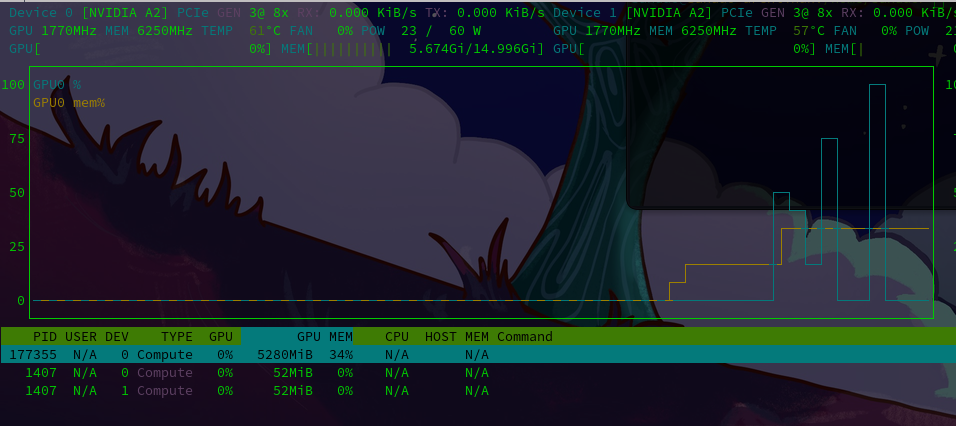 Device 0 [NVIDIA A2] PCIe GEN 3@ 8x RX: 0.000 KiB/s TX: 0.000 KiB/s Device 1 [NVIDIA A2] PCIe GEN 3@ 8x RX: 0.000 KiB/s
GPU 1770MHz MEM 6250MHz TEMP 61°C FAN 0% POW 23 / 60 W GPU 1770MHz MEM 6250MHz TEMP 57°C FAN 0% POW
GPU[ 0%] MEM[|||||||||| 5.674Gi/14.996Gi] GPU[ 0%] MEM[|
100 GPU0 %
GPU0 mem%
75
50
25
0
PID USER DEV TYPE GPU GPU MEM CPU HOST MEM Command
177355 N/A 0 Compute 0% 5280MiB 34% N/A N/A
1407 N/A 0 Compute 0% 52MiB 0% N/A N/A
1407 N/A 1 Compute 0% 52MiB 0% N/A N/A